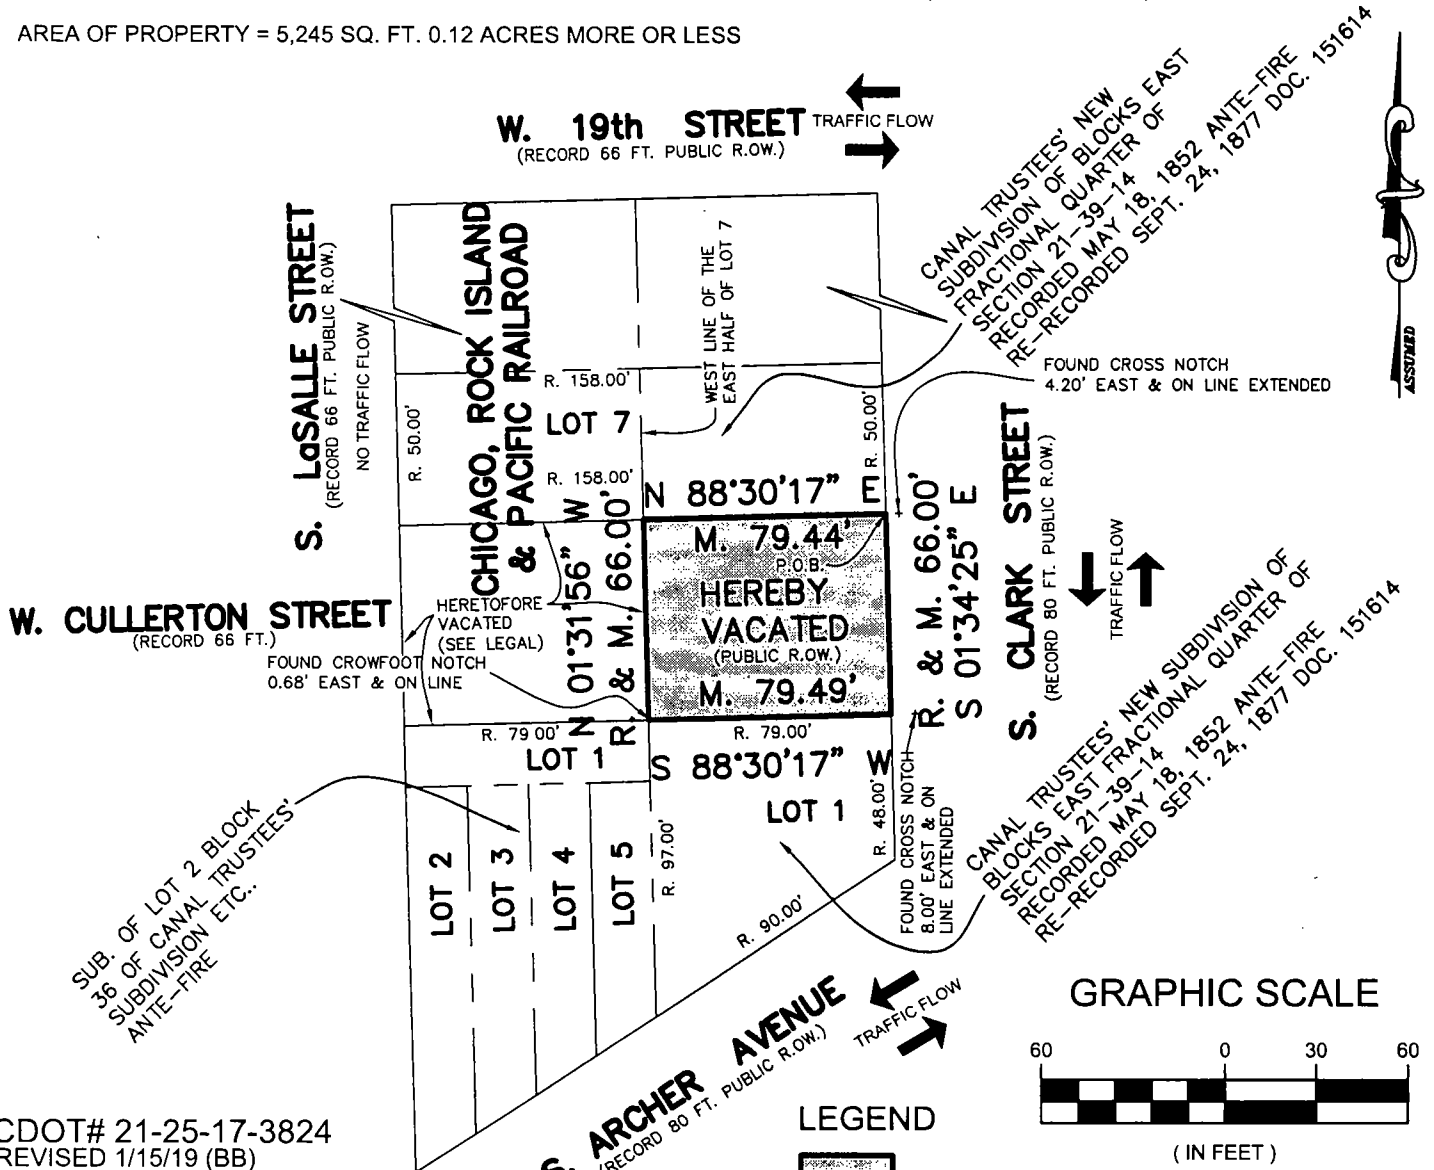 AREA OF PROPERTY = 5,245 SQ. FT. 0.12 ACRES MORE OR LESS
W. 19th STREET
(RECORD 66 FT. PUBLIC R.OW.)
TRAFFIC FLOW
CANAL TRUSTEES' NEW
SUBDIVISION OF BLOCKS EAST
FRACTIONAL QUARTER OF
SECTION 21-39-14
RECORDED MAY 18, 1852 ANTE-FIRE
RE-RECORDED SEPT. 24, 1877 DOC. 151614
ASSUMED
S. LaSALLE STREET
(RECORD 66 FT. PUBLIC R.OW.)
NO TRAFFIC FLOW
CHICAGO, ROCK ISLAND
& PACIFIC RAILROAD
WEST LINE OF THE
EAST HALF OF LOT 7
FOUND CROSS NOTCH
4.20' EAST & ON LINE EXTENDED
R. 158.00'
R. 50.00'
LOT 7
R. 50.00'
R. 158.00'
N 88°30'17" E
M. 79.44'
P.O.B.
HEREBY
VACATED
(PUBLIC R.OW.)
M. 79.49'
N 01°31'56" W
R. & M. 66.00'
R. & M. 66.00'
S 01°34'25" E
S. CLARK STREET
(RECORD 80 FT. PUBLIC R.OW.)
TRAFFIC FLOW
W. CULLERTON STREET
(RECORD 66 FT.)
HERETOFORE
VACATED
(SEE LEGAL)
FOUND CROWFOOT NOTCH
0.68' EAST & ON LINE
R. 79 00'
LOT 1
R. 79.00'
S 88°30'17" W
LOT 1
R. 48.00'
FOUND CROSS NOTCH
8.00' EAST & ON
LINE EXTENDED
CANAL TRUSTEES' NEW SUBDIVISION OF
BLOCKS EAST FRACTIONAL QUARTER OF
SECTION 21-39-14
RECORDED MAY 18, 1852 ANTE-FIRE
RE-RECORDED SEPT. 24, 1877 DOC. 151614
SUB. OF LOT 2 BLOCK
36 OF CANAL TRUSTEES'
SUBDIVISION ETC..
ANTE-FIRE
LOT 2
LOT 3
LOT 4
LOT 5
R. 97.00'
R. 90.00'
S. ARCHER AVENUE
(RECORD 80 FT. PUBLIC R.OW.)
TRAFFIC FLOW
GRAPHIC SCALE
60 0 30 60
( IN FEET )
LEGEND
CDOT# 21-25-17-3824
REVISED 1/15/19 (BB)